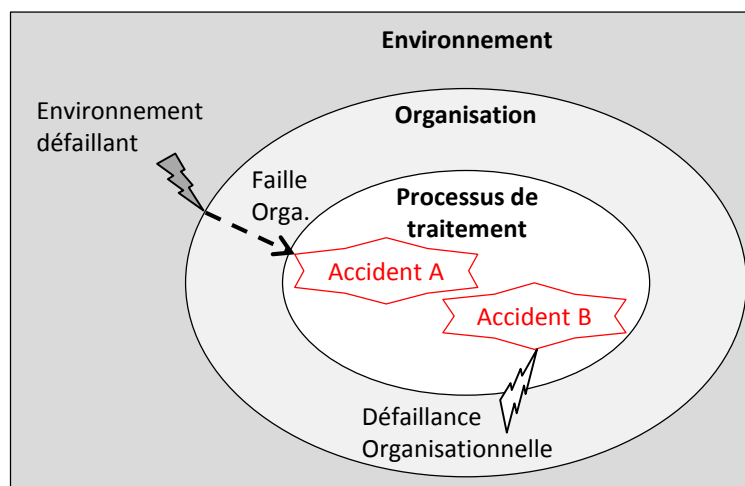 Environnement
Organisation
Environnement
défaillant
Faille
Orga.
Processus de
traitement
Accident A
Accident B
Défaillance
Organisationnelle